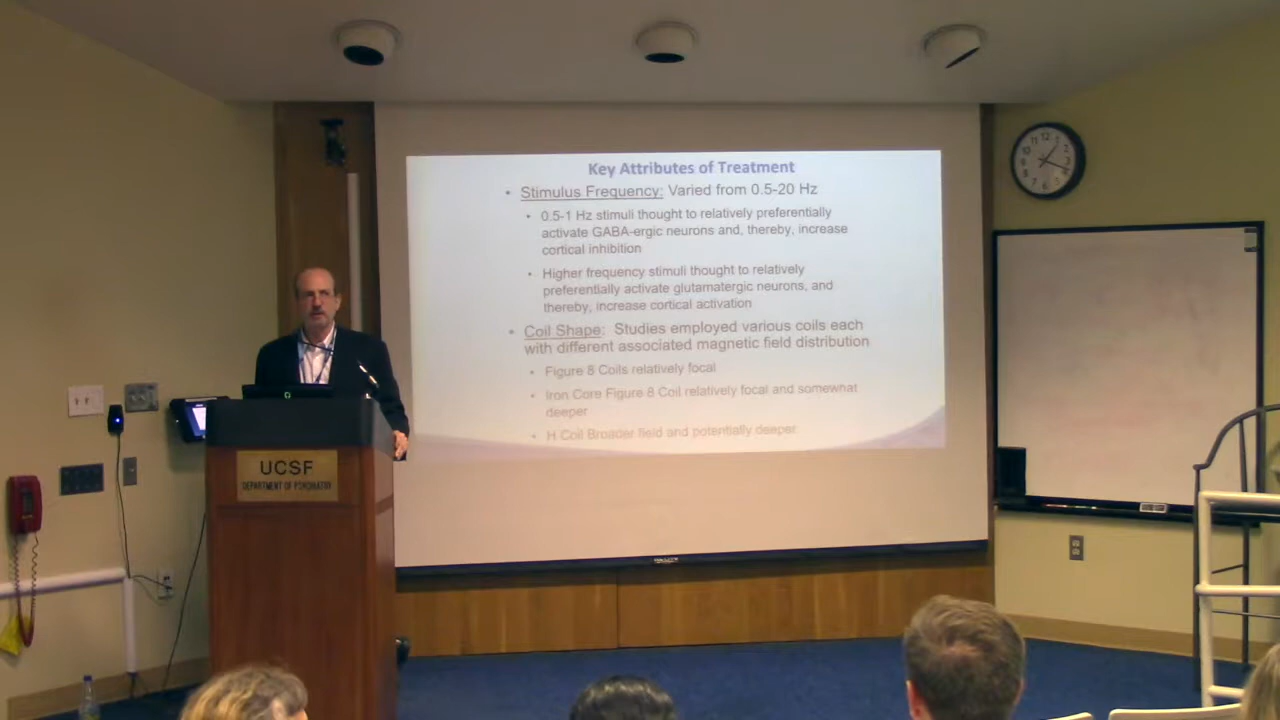 Key Attributes of Treatment
• Stimulus Frequency: Varied from 0.5-20 Hz
• 0.5-1 Hz stimuli thought to relatively preferentially
activate GABA-ergic neurons and, thereby, increase
cortical inhibition
• Higher frequency stimuli thought to relatively
preferentially activate glutamatergic neurons, and
thereby, increase cortical activation
• Coil Shape: Studies employed various coils each
with different associated magnetic field distribution
• Figure 8 Coils relatively focal
• Iron Core Figure 8 Coil relatively focal and somewhat
deeper
• H Coil Broader field and potentially deeper
UCSF
DEPARTMENT OF PSYCHIATRY